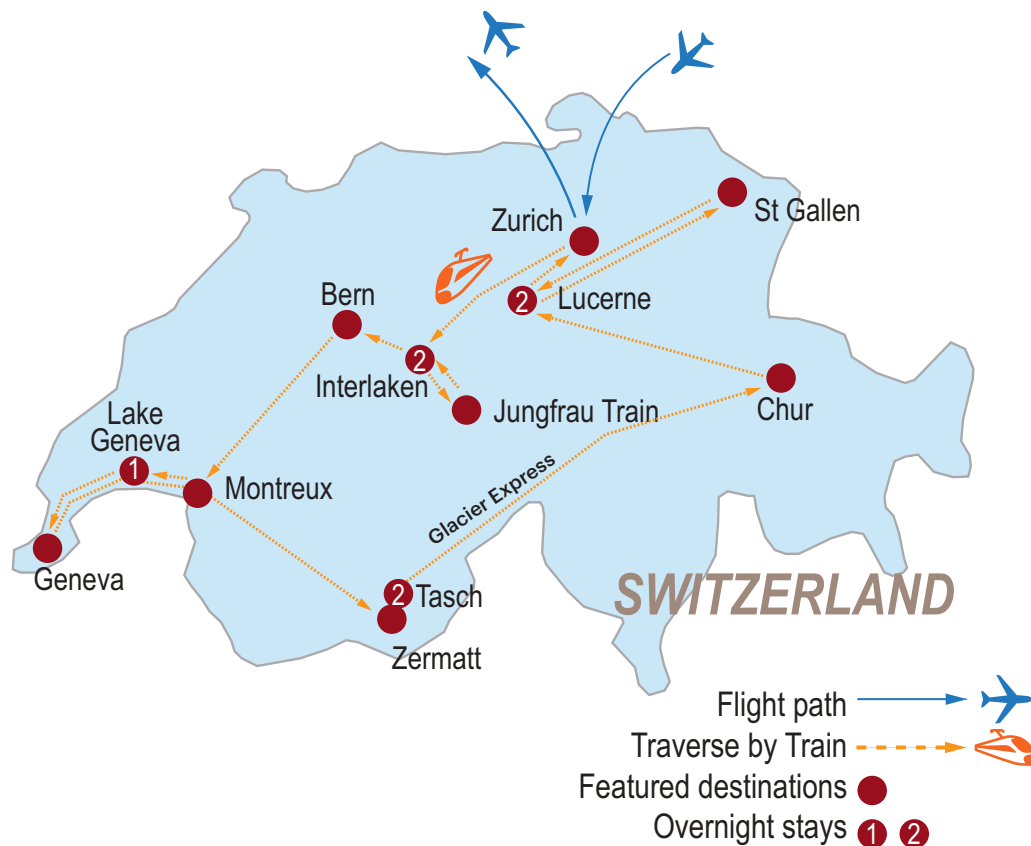 St Gallen
Zurich
2
Lucerne
Bern
2
Interlaken
Jungfrau Train
Chur
Lake
Geneva
1
Montreux
Glacier Express
Geneva
2
Tasch
Zermatt
SWITZERLAND
Flight path
Traverse by Train
Featured destinations
Overnight stays 1 2